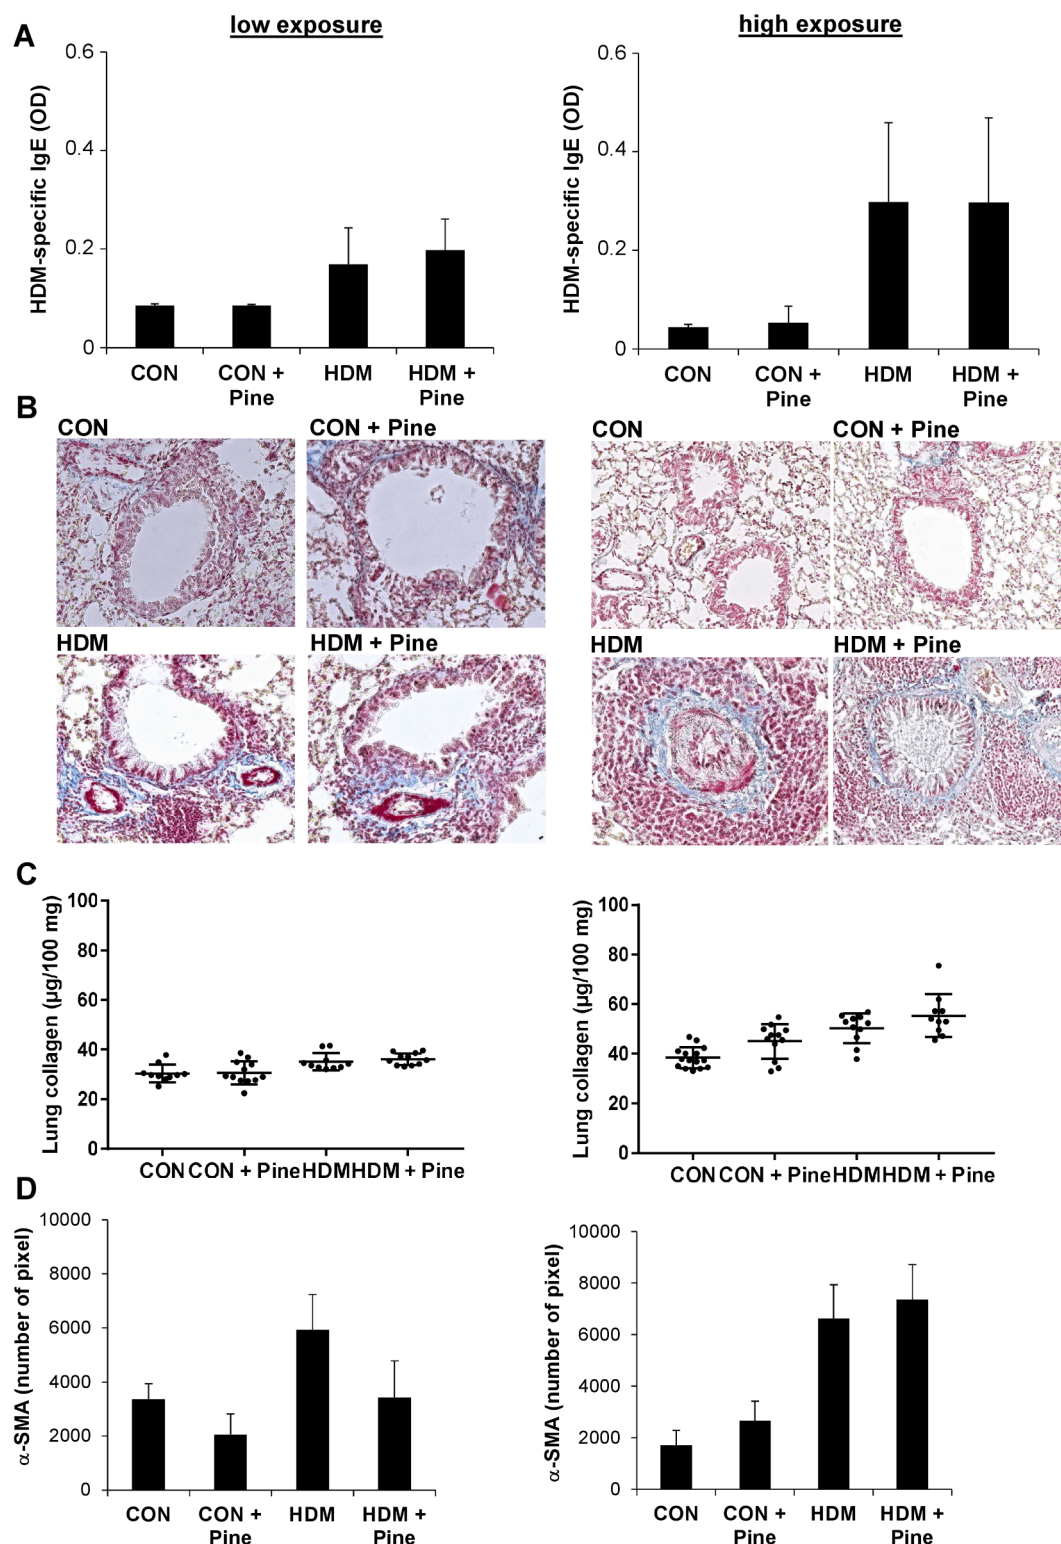 A
low exposure
high exposure
HDM-specific IgE (OD)
0.6
0.4
0.2
0
CON
CON + Pine
HDM
HDM + Pine
HDM-specific IgE (OD)
0.6
0.4
0.2
0
CON
CON + Pine
HDM
HDM + Pine
B
CON
CON + Pine
HDM
HDM + Pine
CON
CON + Pine
HDM
HDM + Pine
C
Lung collagen (µg/100 mg)
100
80
60
40
20
0
CON
CON + Pine
HDM
HDM + Pine
Lung collagen (µg/100 mg)
100
80
60
40
20
0
CON
CON + Pine
HDM
HDM + Pine
D
α-SMA (number of pixel)
10000
8000
6000
4000
2000
0
CON
CON + Pine
HDM
HDM + Pine
α-SMA (number of pixel)
10000
8000
6000
4000
2000
0
CON
CON + Pine
HDM
HDM + Pine